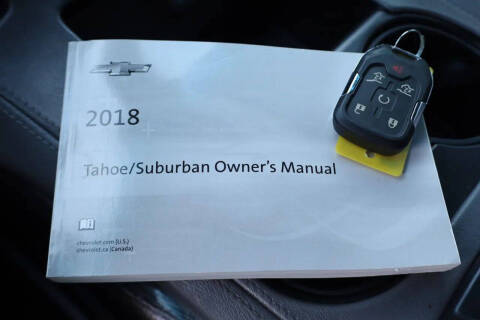 2018
Tahoe/Suburban Owner's Manual
chevrolet.com (U.S.)
chevrolet.ca (Canada)